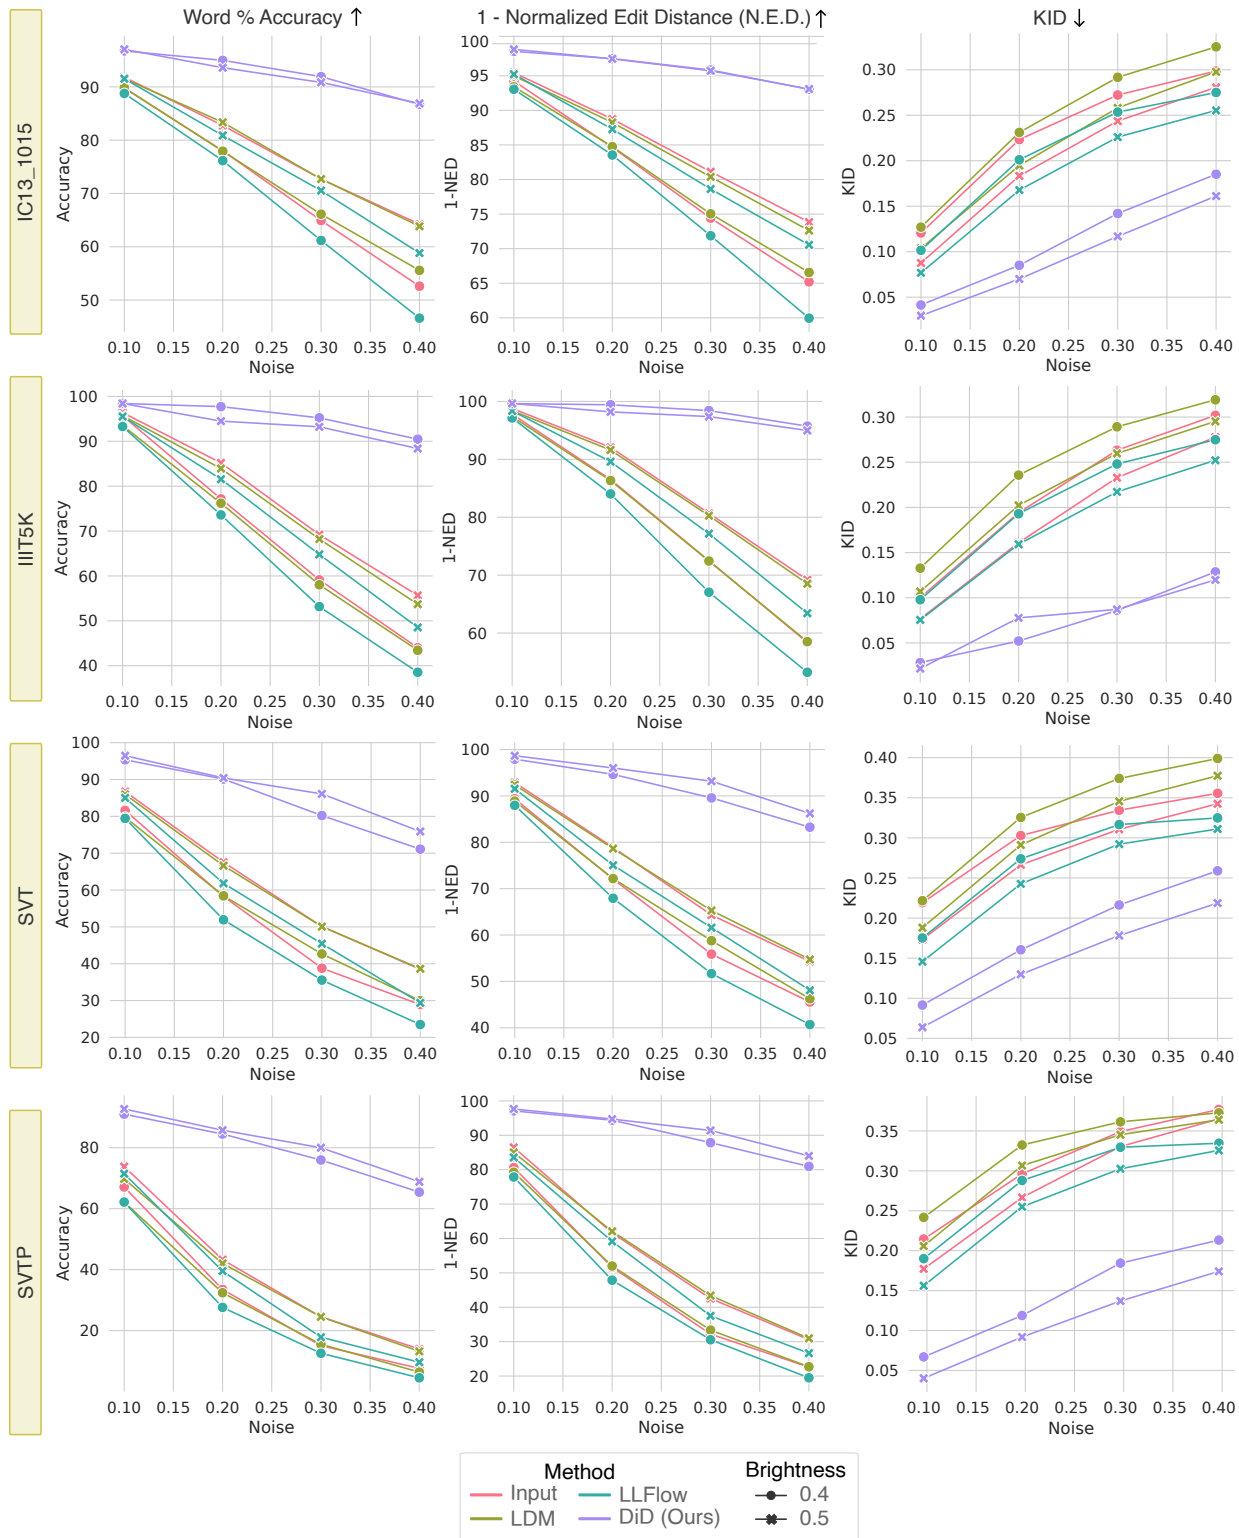 Word % Accuracy ↑
1 - Normalized Edit Distance (N.E.D.) ↑
KID ↓
IC13_1015
Accuracy
90
80
70
60
50
0.10 0.15 0.20 0.25 0.30 0.35 0.40
Noise
1-NED
100
95
90
85
80
75
70
65
60
0.10 0.15 0.20 0.25 0.30 0.35 0.40
Noise
KID
0.30
0.25
0.20
0.15
0.10
0.05
0.10 0.15 0.20 0.25 0.30 0.35 0.40
Noise
IIIT5K
Accuracy
100
90
80
70
60
50
40
0.10 0.15 0.20 0.25 0.30 0.35 0.40
Noise
1-NED
100
90
80
70
60
0.10 0.15 0.20 0.25 0.30 0.35 0.40
Noise
KID
0.30
0.25
0.20
0.15
0.10
0.05
0.10 0.15 0.20 0.25 0.30 0.35 0.40
Noise
SVT
Accuracy
100
90
80
70
60
50
40
30
20
0.10 0.15 0.20 0.25 0.30 0.35 0.40
Noise
1-NED
100
90
80
70
60
50
40
0.10 0.15 0.20 0.25 0.30 0.35 0.40
Noise
KID
0.40
0.35
0.30
0.25
0.20
0.15
0.10
0.05
0.10 0.15 0.20 0.25 0.30 0.35 0.40
Noise
SVTP
Accuracy
80
60
40
20
0.10 0.15 0.20 0.25 0.30 0.35 0.40
Noise
1-NED
100
90
80
70
60
50
40
30
20
0.10 0.15 0.20 0.25 0.30 0.35 0.40
Noise
KID
0.35
0.30
0.25
0.20
0.15
0.10
0.05
0.10 0.15 0.20 0.25 0.30 0.35 0.40
Noise
Method
Brightness
Input
LLFlow
0.4
LDM
DiD (Ours)
0.5